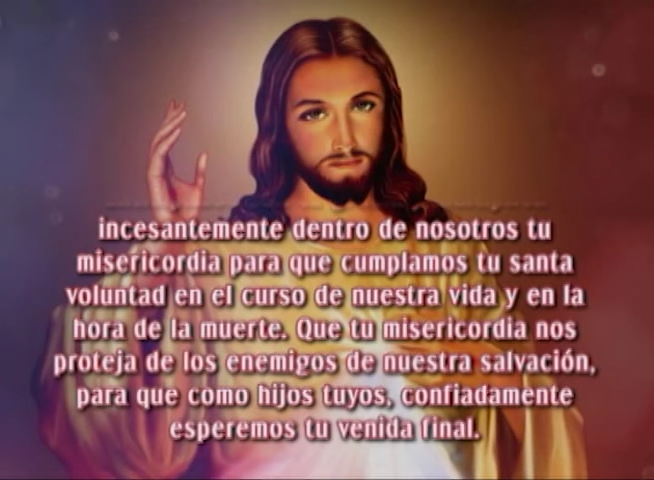 incesantemente dentro de nosotros tu
misericordia para que cumplamos tu santa
voluntad en el curso de nuestra vida y en la
hora de la muerte. Que tu misericordia nos
proteja de los enemigos de nuestra salvación,
para que como hijos tuyos, confiadamente
esperemos tu venida final.